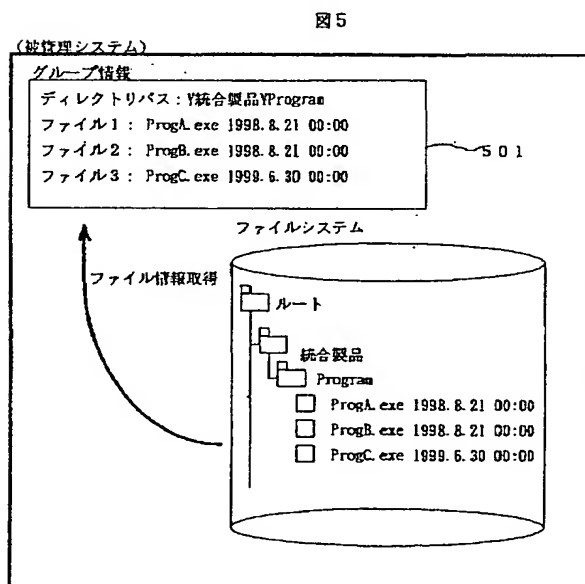 図5
(被管理システム)
グループ情報
ディレクトリパス:¥統合製品¥Program
ファイル1: ProgA.exe 1998.8.21 00:00
ファイル2: ProgB.exe 1998.8.21 00:00
ファイル3: ProgC.exe 1999.6.30 00:00
501
ファイルシステム
ファイル情報取得
ルート
統合製品
Program
ProgA.exe 1998.8.21 00:00
ProgB.exe 1998.8.21 00:00
ProgC.exe 1999.6.30 00:00